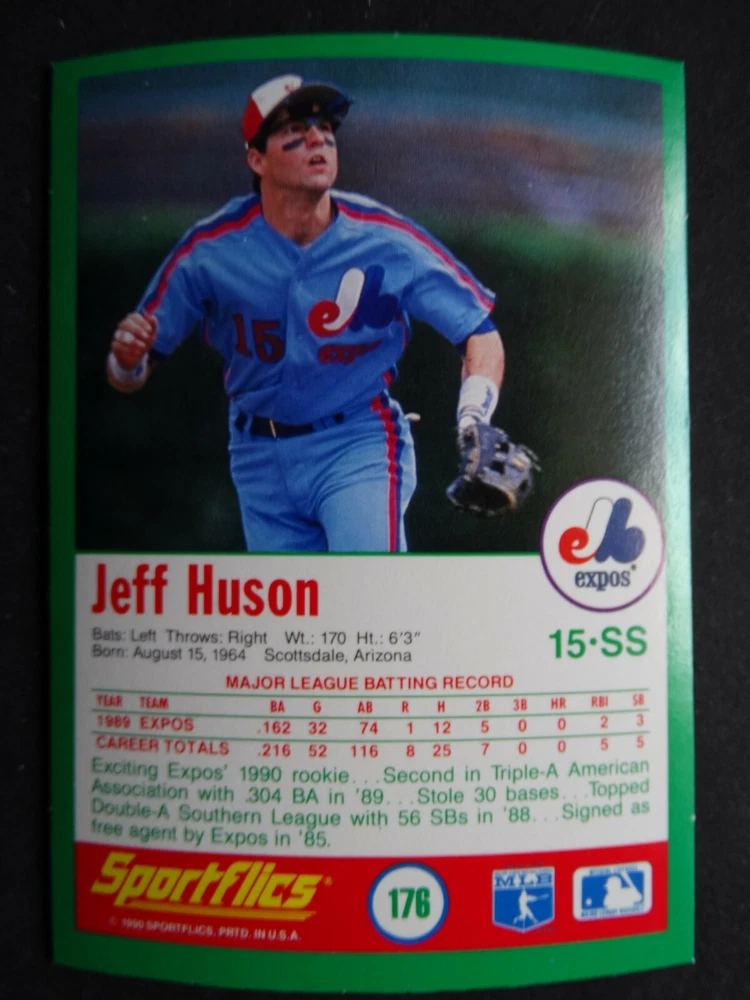 15
expos
expos
Jeff Huson
Bats: Left Throws: Right Wt.: 170 Ht.: 6'3"
Born: August 15, 1964 Scottsdale, Arizona
15·SS
MAJOR LEAGUE BATTING RECORD
YEAR TEAM BA G AB R H 2B 3B HR RBI SB
1989 EXPOS .162 32 74 1 12 5 0 0 2 3
CAREER TOTALS .216 52 116 8 25 7 0 0 5 5
Exciting Expos' 1990 rookie. . .Second in Triple-A American
Association with .304 BA in '89. . .Stole 30 bases. . .Topped
Double-A Southern League with 56 SBs in '88. . .Signed as
free agent by Expos in '85.
Sportflics®
© 1990 SPORTFLICS, PRTD. IN U.S.A.
176
MLB